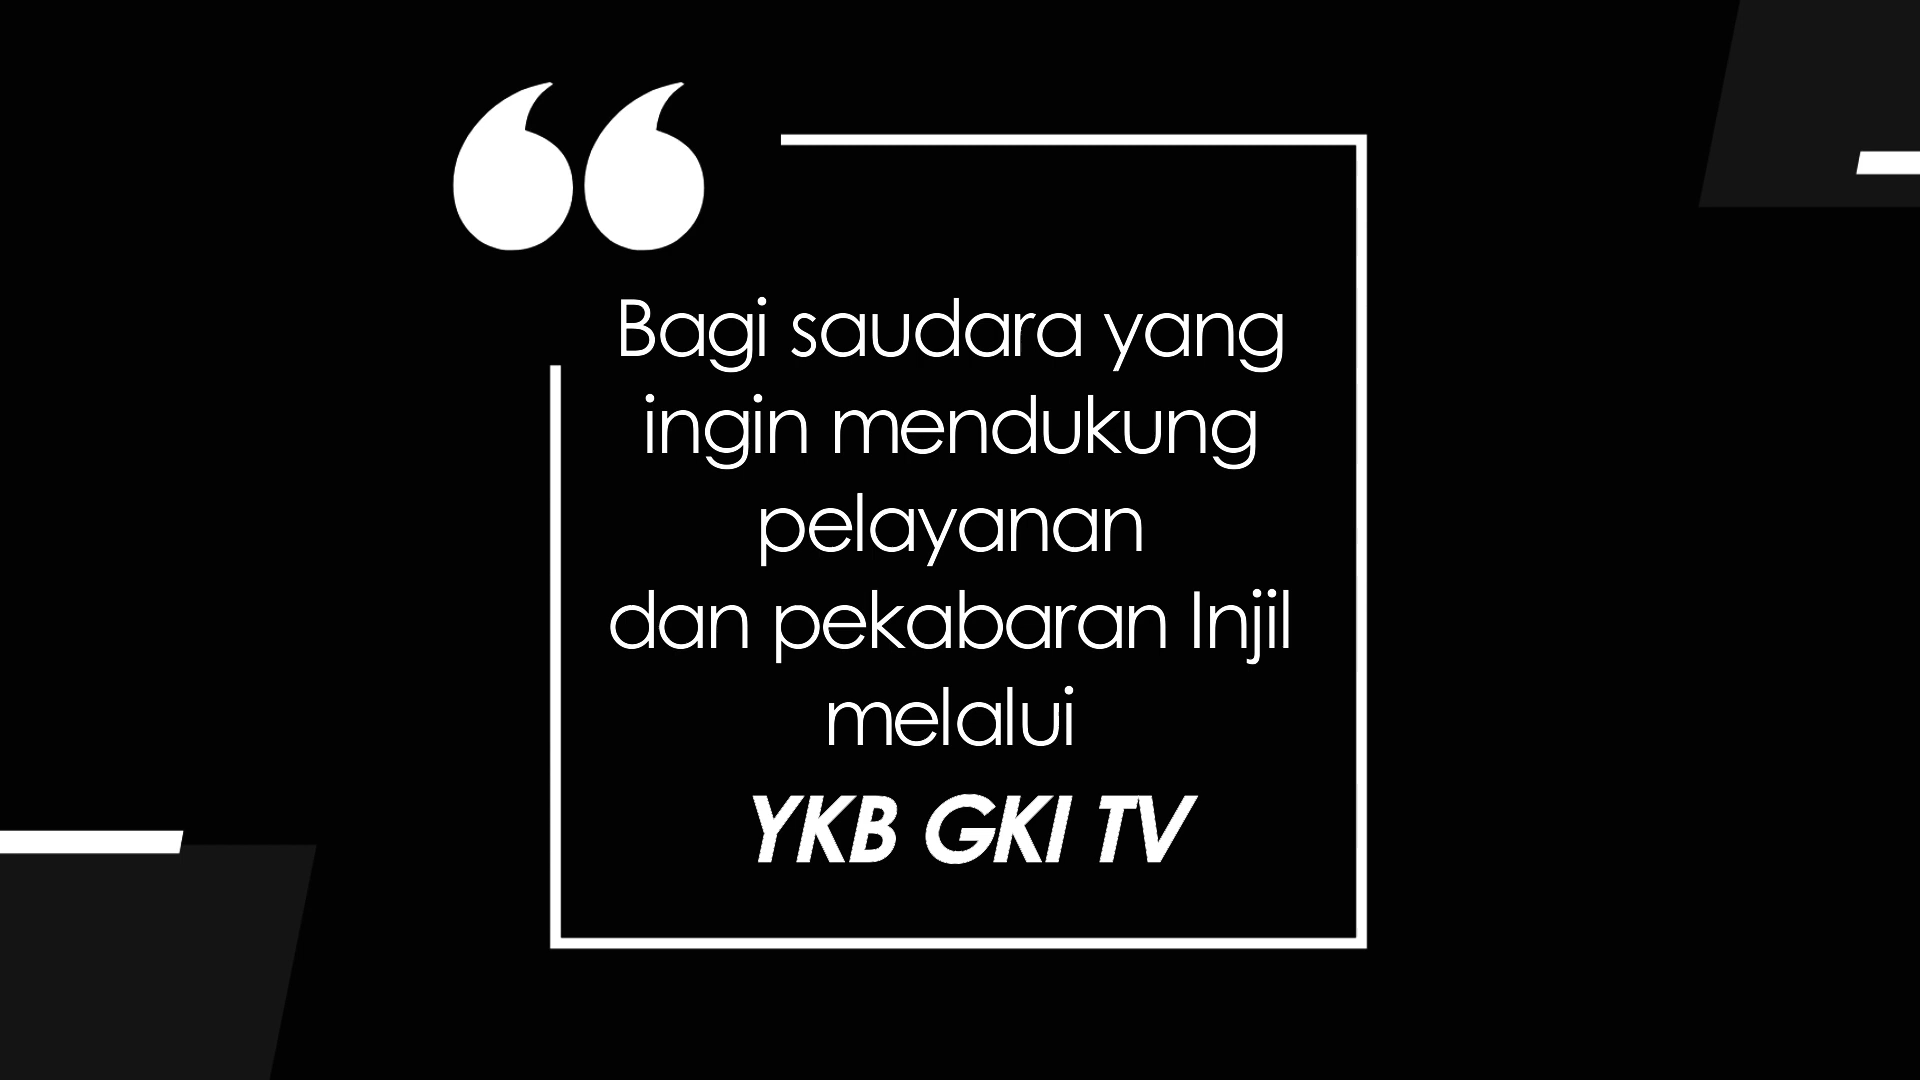 Bagi saudara yang
ingin mendukung
pelayanan
dan pekabaran Injil
melalui
YKB GKI TV